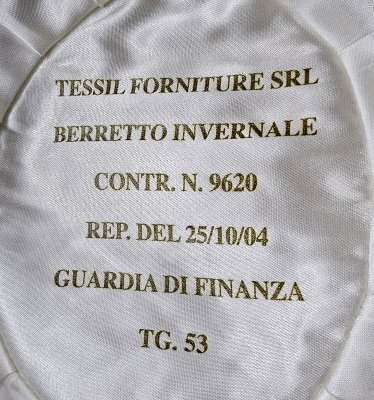 TESSIL FORNITURE SRL
BERRETTO INVERNALE
CONTR. N. 9620
REP. DEL 25/10/04
GUARDIA DI FINANZA
TG. 53